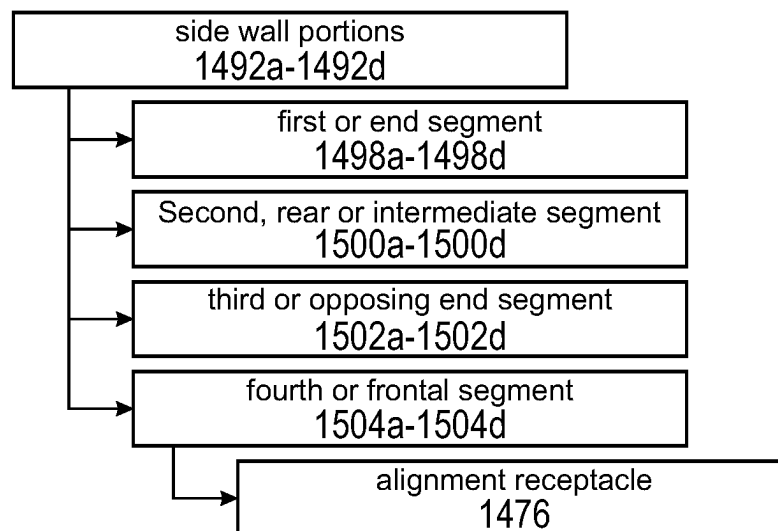 side wall portions
1492a-1492d
first or end segment
1498a-1498d
Second, rear or intermediate segment
1500a-1500d
third or opposing end segment
1502a-1502d
fourth or frontal segment
1504a-1504d
alignment receptacle
1476